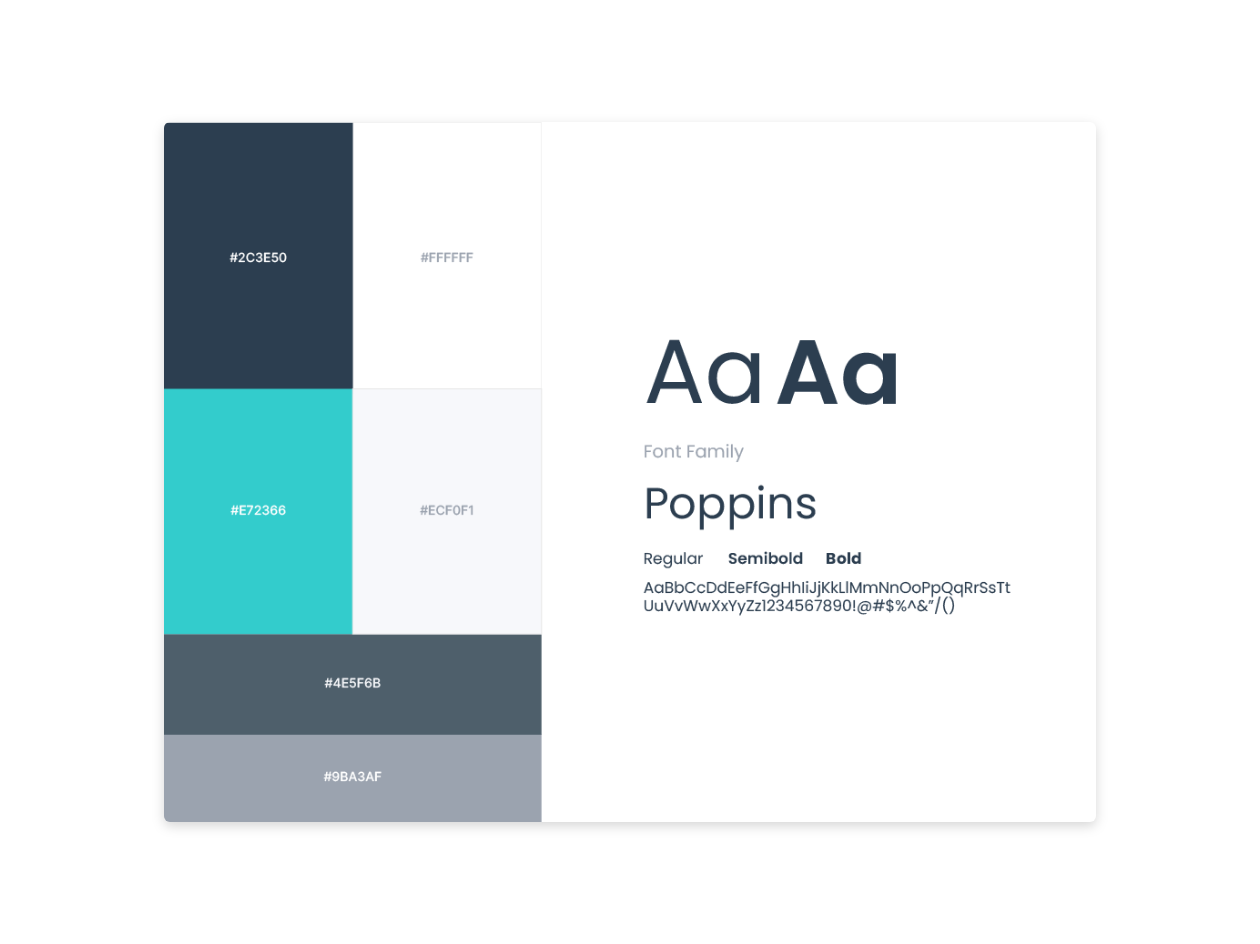 #2C3E50
#FFFFFF
#E72366
#ECF0F1
#4E5F6B
#9BA3AF
Aa Aa
Font Family
Poppins
Regular Semibold Bold
AaBbCcDdEeFfGgHhIiJjKkLlMmNnOoPpQqRrSsTt
UuVvWwXxYyZz1234567890!@#$%^&”/()